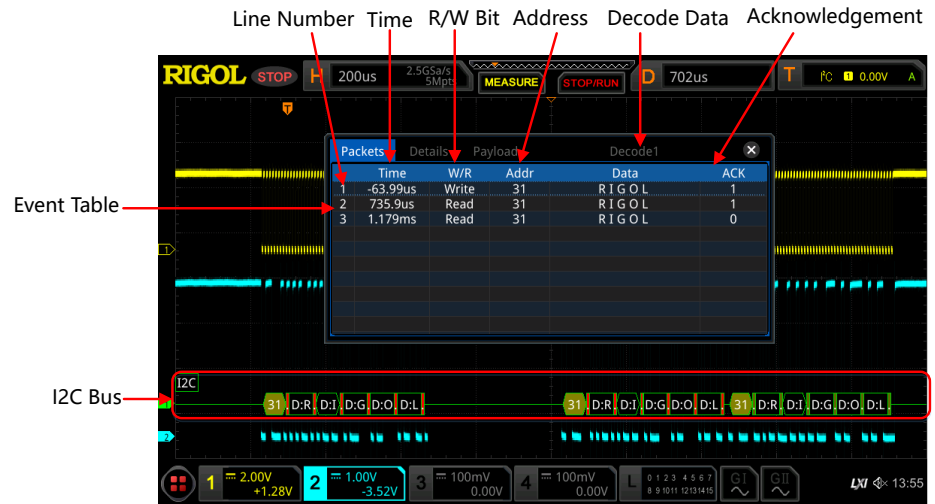 Line Number Time R/W Bit Address Decode Data Acknowledgement
RIGOL STOP H 200us 2.5GSa/s 5Mpts MEASURE STOP/RUN D 702us T I²C 1 0.00V A
T
Packets Details Payload Decode1
Time W/R Addr Data ACK
1 -63.99us Write 31 R I G O L 1
2 735.9us Read 31 R I G O L 1
3 1.179ms Read 31 R I G O L 0
Event Table
1
I2C
I2C Bus
31 D:R D:I D:G D:O D:L 31 D:R D:I D:G D:O D:L 31 D:R D:I D:G D:O D:L
2
1 2.00V +1.28V 2 1.00V -3.52V 3 100mV 0.00V 4 100mV 0.00V L 0 1 2 3 4 5 6 7 8 9 10 11 12 13 14 15 GI GII LXI 13:55